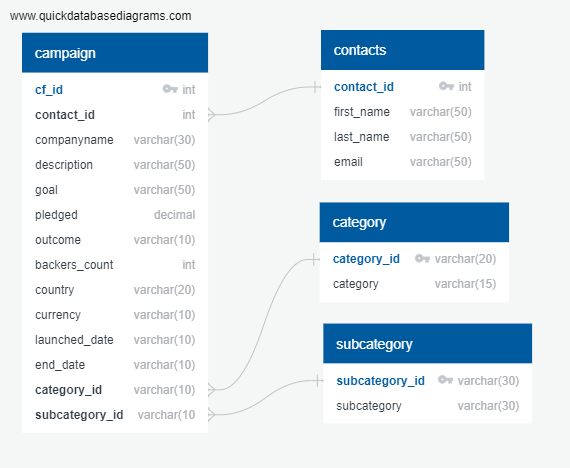 www.quickdatabasediagrams.com
campaign
cf_id int
contact_id int
companyname varchar(30)
description varchar(50)
goal varchar(50)
pledged decimal
outcome varchar(10)
backers_count int
country varchar(20)
currency varchar(10)
launched_date varchar(10)
end_date varchar(10)
category_id varchar(10)
subcategory_id varchar(10
contacts
contact_id int
first_name varchar(50)
last_name varchar(50)
email varchar(50)
category
category_id varchar(20)
category varchar(15)
subcategory
subcategory_id varchar(30)
subcategory varchar(30)